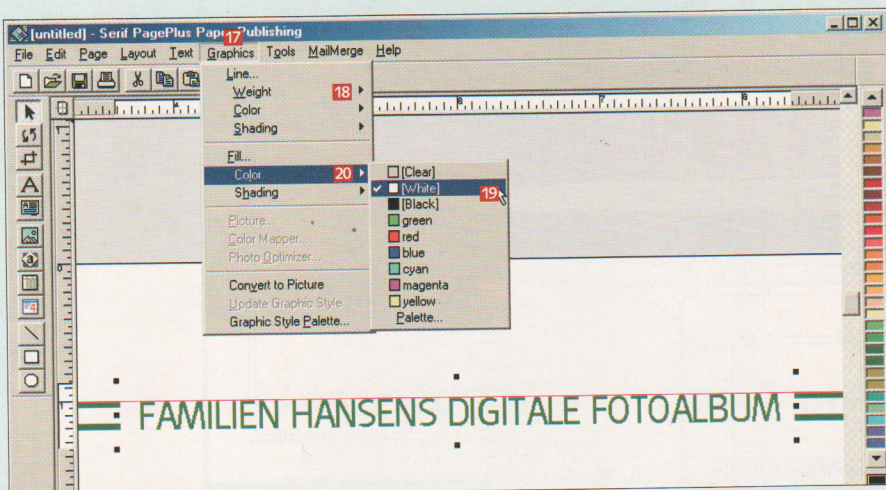 [untitled] - Serif PagePlus Paper Publishing
17
File Edit Page Layout Text Graphics Tools MailMerge Help
Line...
Weight 18
Color
Shading
Fill...
Color 20
Shading
Picture...
Color Mapper...
Photo Optimizer...
Convert to Picture
Update Graphic Style
Graphic Style Palette...
[Clear]
[White] 19
[Black]
green
red
blue
cyan
magenta
yellow
Palette...
FAMILIEN HANSENS DIGITALE FOTOALBUM